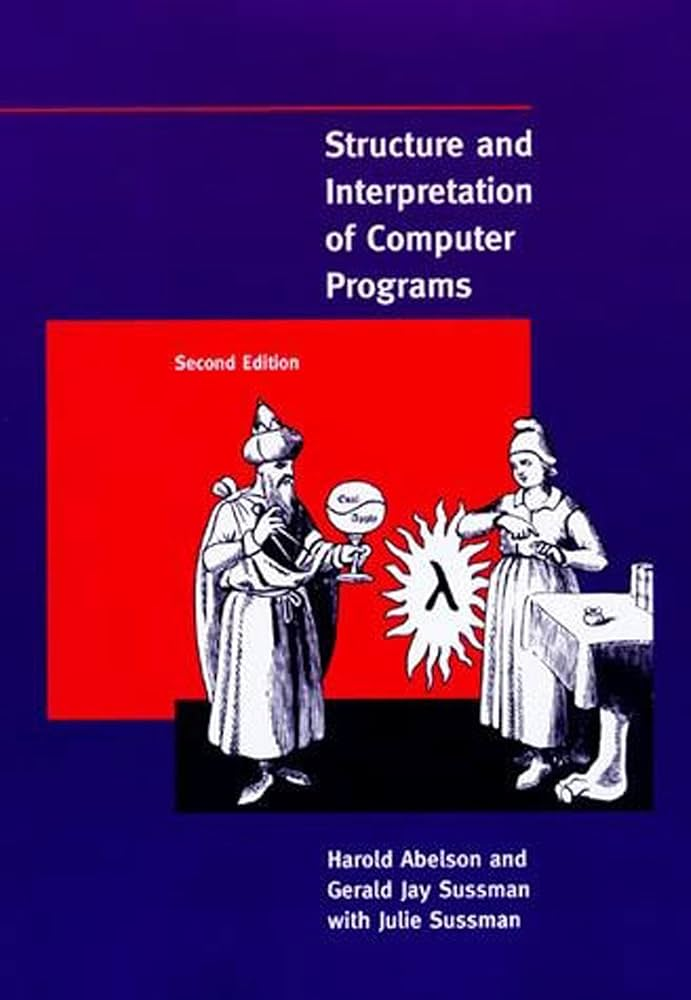 Structure and
Interpretation
of Computer
Programs
Second Edition
Eval
Apply
λ
Harold Abelson and
Gerald Jay Sussman
with Julie Sussman